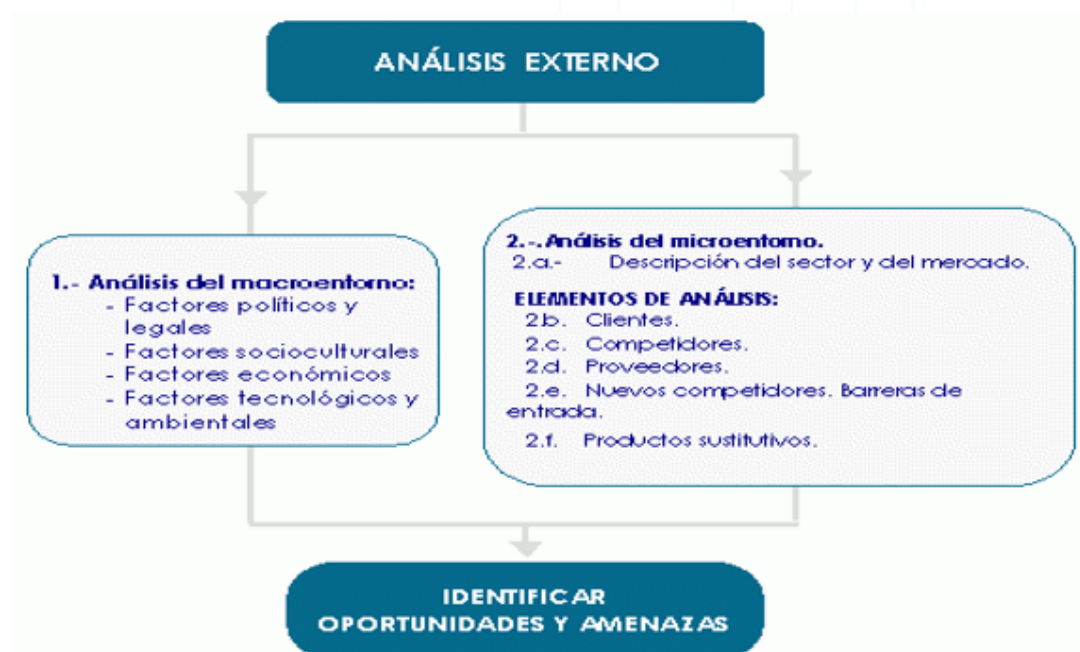 ANÁLISIS EXTERNO
1.- Análisis del macroentorno:
- Factores políticos y
legales
- Factores socioculturales
- Factores económicos
- Factores tecnológicos y
ambientales
2.-.Análisis del microentorno.
2.a.- Descripción del sector y del mercado.
ELEMENTOS DE ANÁLISIS:
2.b. Clientes.
2.c. Competidores.
2.d. Proveedores.
2.e. Nuevos competidores. Barreras de
entrada.
2.f. Productos sustitutivos.
IDENTIFICAR
OPORTUNIDADES Y AMENAZAS